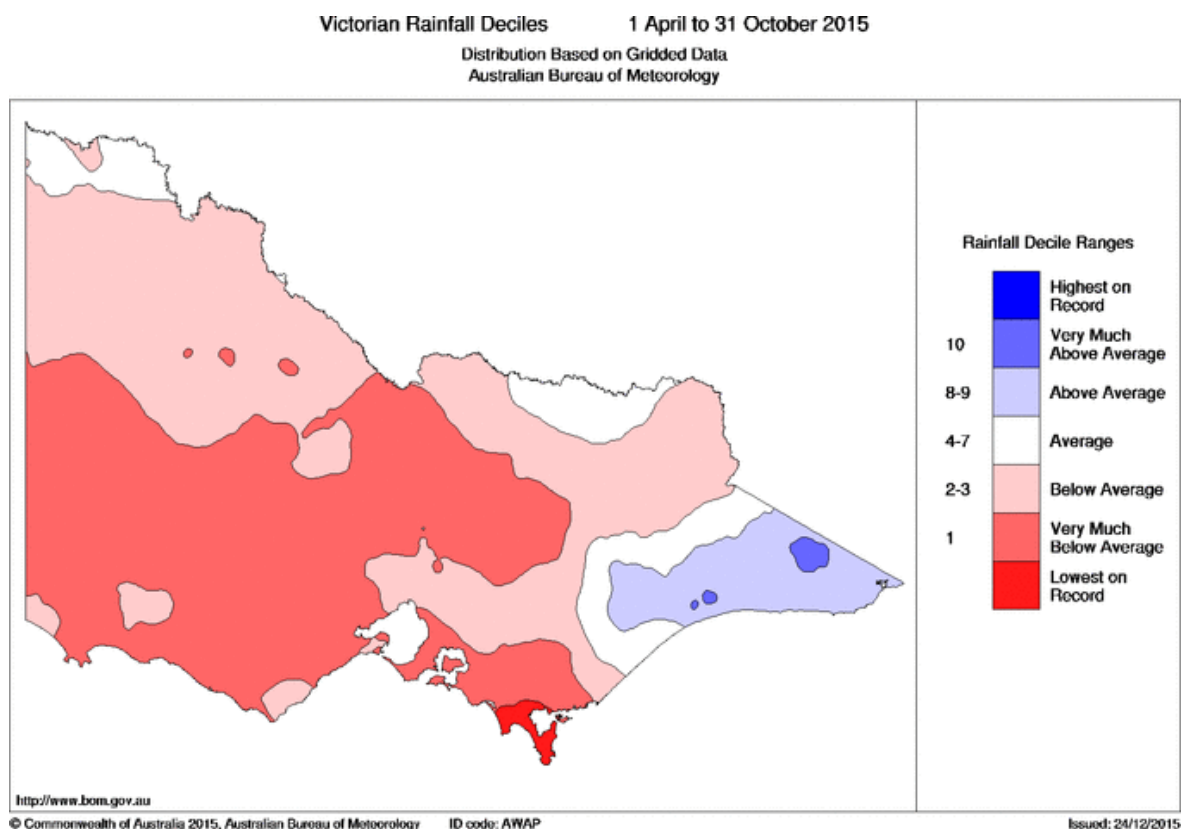 Victorian Rainfall Deciles 1 April to 31 October 2015
Distribution Based on Gridded Data
Australian Bureau of Meteorology
Rainfall Decile Ranges
Highest on
Record
10 Very Much
Above Average
8-9 Above Average
4-7 Average
2-3 Below Average
1 Very Much
Below Average
Lowest on
Record
http://www.bom.gov.au
© Commonwealth of Australia 2015, Australian Bureau of Meteorology ID code: AWAP Issued: 24/12/2015